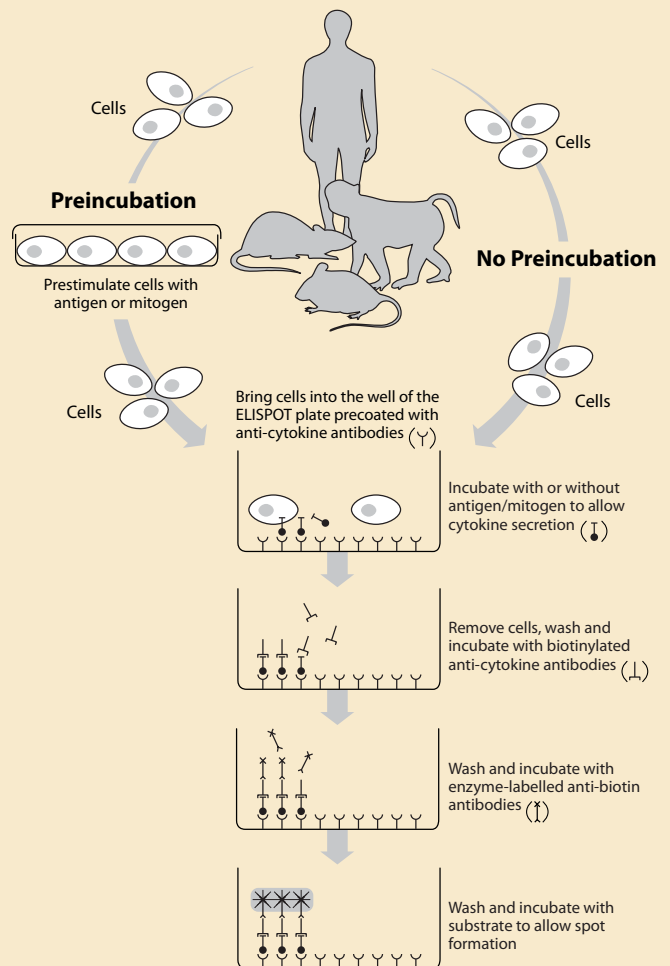 Cells
Cells
Preincubation
No Preincubation
Prestimulate cells with
antigen or mitogen
Cells
Cells
Bring cells into the well of the
ELISPOT plate precoated with
anti-cytokine antibodies ( )
Incubate with or without
antigen/mitogen to allow
cytokine secretion ( )
Remove cells, wash and
incubate with biotinylated
anti-cytokine antibodies ( )
Wash and incubate with
enzyme-labelled anti-biotin
antibodies ( )
Wash and incubate with
substrate to allow spot
formation